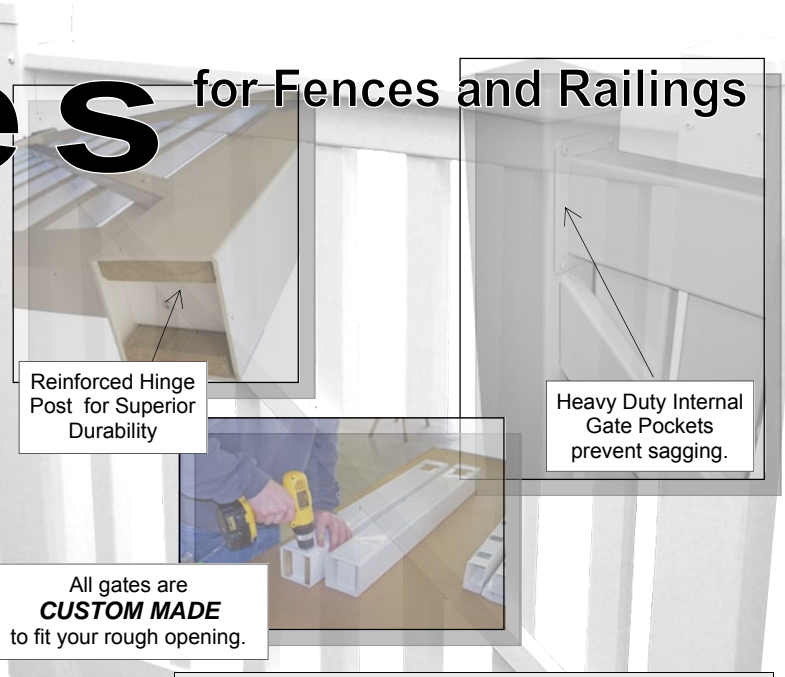 es for Fences and Railings
Reinforced Hinge
Post for Superior
Durability
Heavy Duty Internal
Gate Pockets
prevent sagging.
All gates are
CUSTOM MADE
to fit your rough opening.